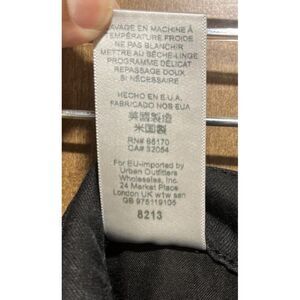 LAVAGE EN MACHINE À
TEMPÉRATURE FROIDE
NE PAS BLANCHIR
METTRE AU SÈCHE-LINGE
PROGRAMME DÉLICAT
REPASSAGE DOUX
SI NÉCESSAIRE
HECHO EN E.U.A.
FABRICADO NOS EUA
美國製造
米国製
RN# 66170
CA# 32054
For EU-imported by
Urban Outfitters
Wholesales, Inc.
24 Market Place
London UK w1w san
GB 975119105
8213